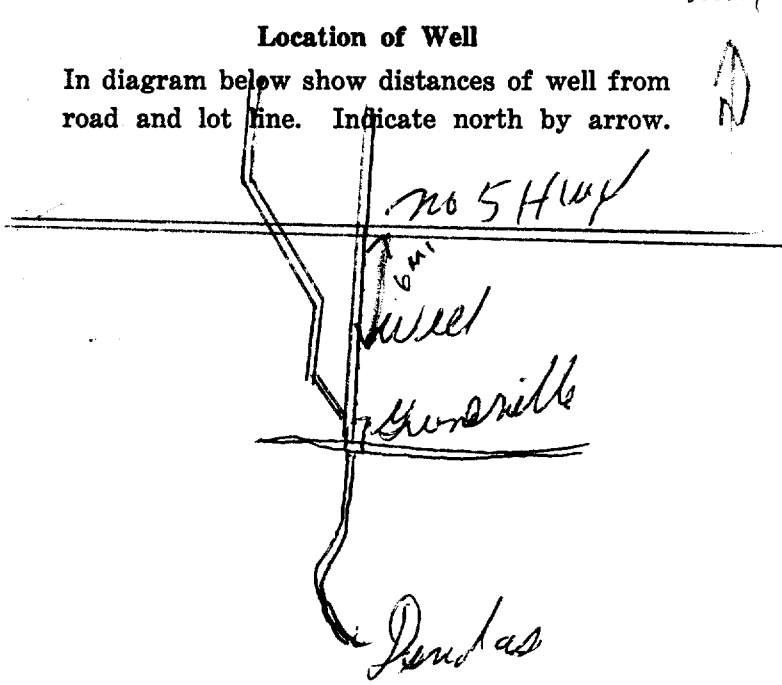 Location of Well
In diagram below show distances of well from
road and lot line. Indicate north by arrow.
N
no 5 Hwy
6 Mi
Well
Dundas